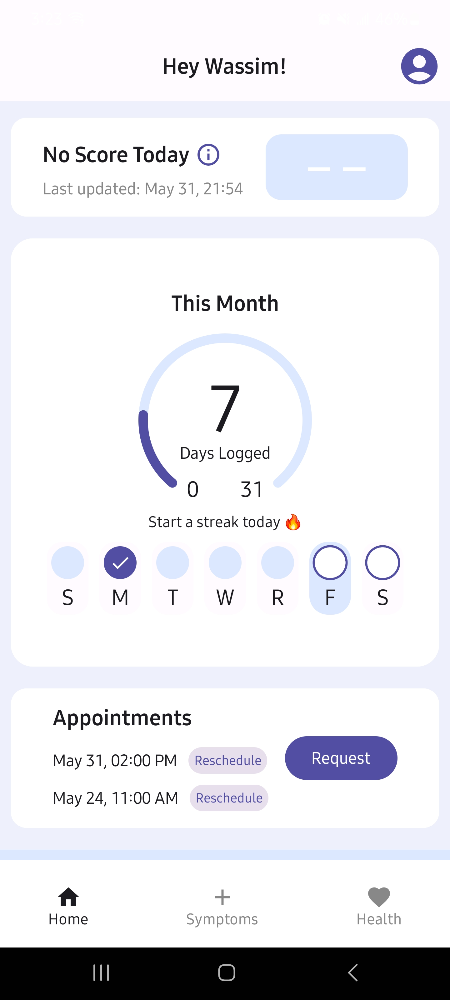 Hey Wassim!
No Score Today
Last updated: May 31, 21:54
This Month
7
Days Logged
0 31
Start a streak today 🔥
S M T W R F S
Appointments
May 31, 02:00 PM Reschedule
Request
May 24, 11:00 AM Reschedule
Home Symptoms Health